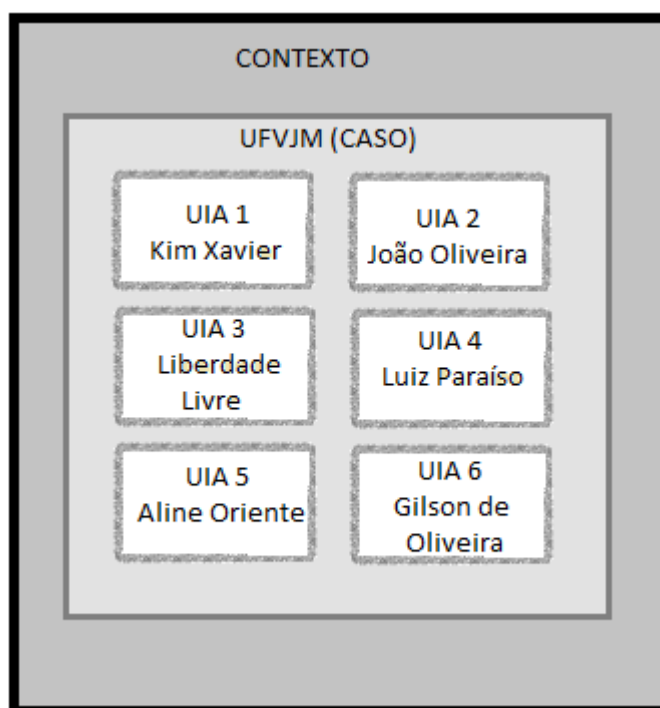 CONTEXTO
UFVJM (CASO)
UIA 1
Kim Xavier
UIA 2
João Oliveira
UIA 3
Liberdade
Livre
UIA 4
Luiz Paraíso
UIA 5
Aline Oriente
UIA 6
Gilson de
Oliveira